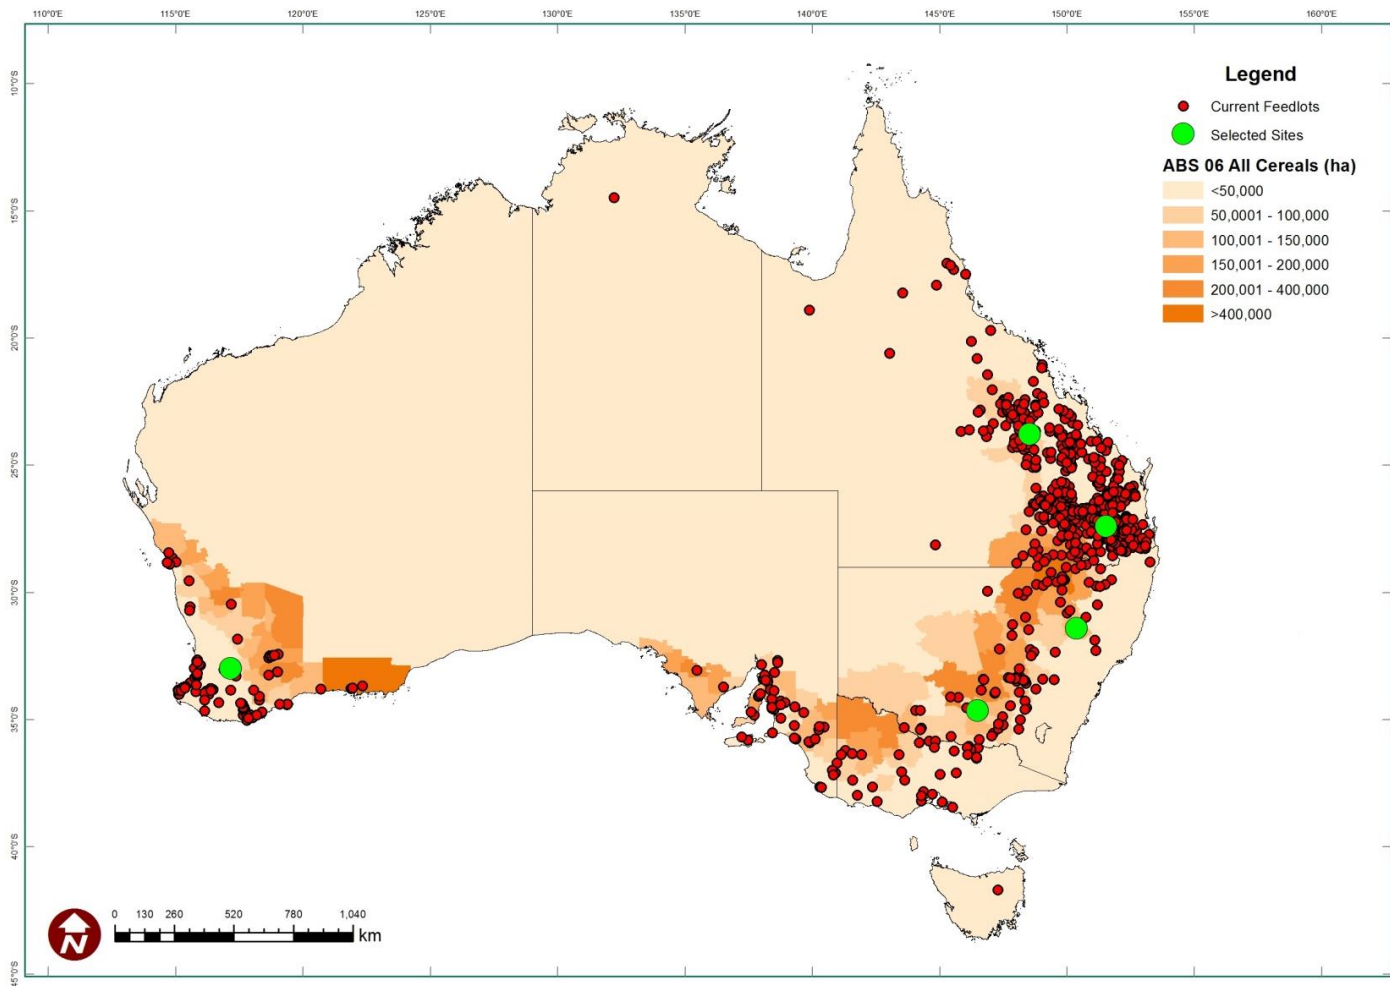 110°0'E 115°0'E 120°0'E 130°0'E 135°0'E 140°0'E 145°0'E 150°0'E 155°0'E 160°0'E
10°0'S
15°0'S
20°0'S
25°0'S
30°0'S
35°0'S
40°0'S
45°0'S
Legend
Current Feedlots
Selected Sites
ABS 06 All Cereals (ha)
<50,000
50,0001 - 100,000
100,001 - 150,000
150,001 - 200,000
200,001 - 400,000
>400,000
N
0 130 260 520 780 1,040
km